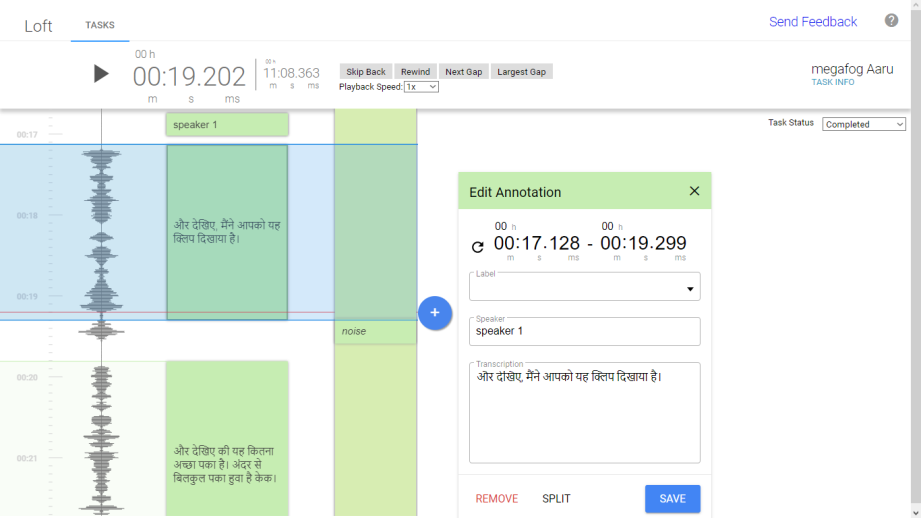 Loft
TASKS
Send Feedback
?
00 h
00:19.202
m s ms
00 h
11:08.363
m s ms
Skip Back
Rewind
Next Gap
Largest Gap
Playback Speed: 1x
megafog Aaru
TASK INFO
Task Status
Completed
00:17
00:18
00:19
00:20
00:21
speaker 1
और देखिए, मैंने आपको यह
क्लिप दिखाया है।
noise
और देखिए की यह कितना
अच्छा पका है। अंदर से
बिलकुल पका हुवा है केक।
+
Edit Annotation
00 h
00:17.128
m s ms
-
00 h
00:19.299
m s ms
Label
Speaker
speaker 1
Transcription
और देखिए, मैंने आपको यह क्लिप दिखाया है।
REMOVE
SPLIT
SAVE